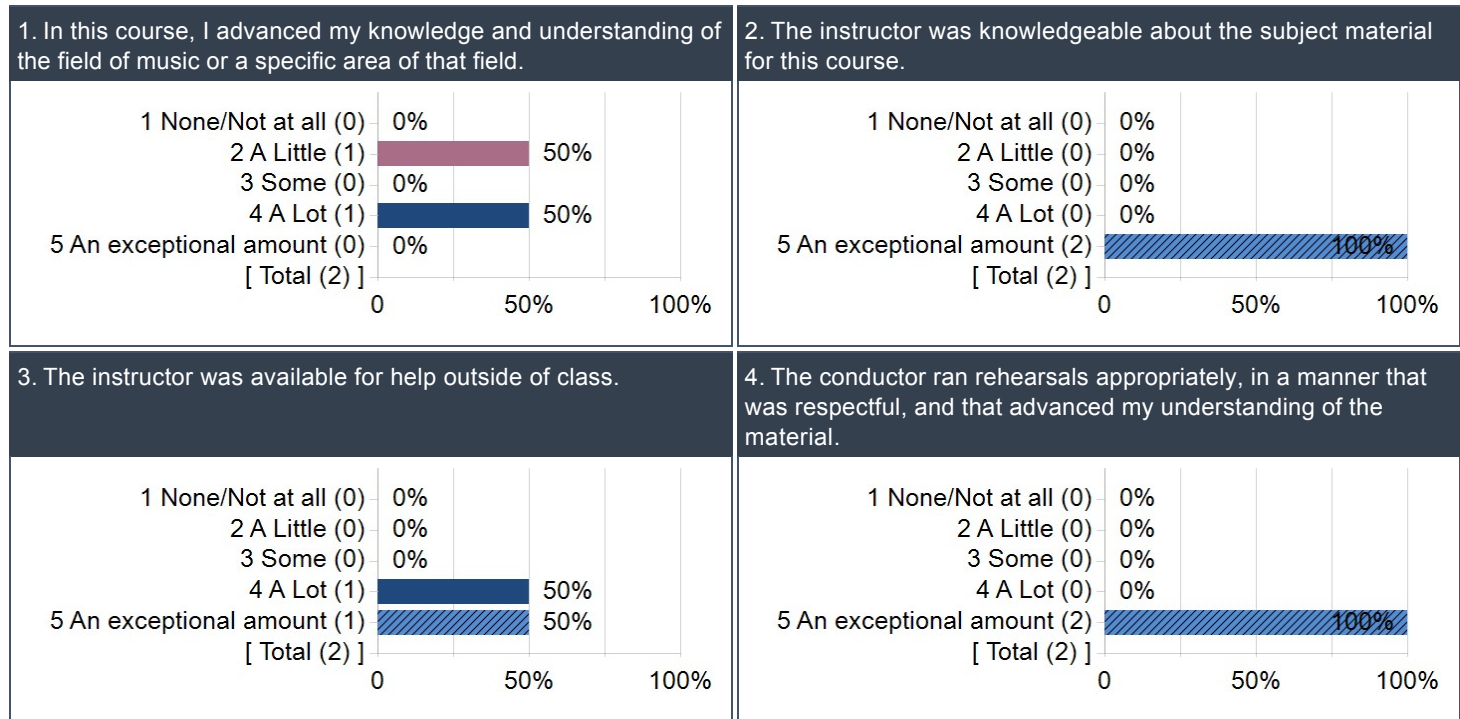 1. In this course, I advanced my knowledge and understanding of
the field of music or a specific area of that field.
1 None/Not at all (0) 0%
2 A Little (1) 50%
3 Some (0) 0%
4 A Lot (1) 50%
5 An exceptional amount (0) 0%
[ Total (2) ]
0 50% 100%
2. The instructor was knowledgeable about the subject material
for this course.
1 None/Not at all (0) 0%
2 A Little (0) 0%
3 Some (0) 0%
4 A Lot (0) 0%
5 An exceptional amount (2) 100%
[ Total (2) ]
0 50% 100%
3. The instructor was available for help outside of class.
1 None/Not at all (0) 0%
2 A Little (0) 0%
3 Some (0) 0%
4 A Lot (1) 50%
5 An exceptional amount (1) 50%
[ Total (2) ]
0 50% 100%
4. The conductor ran rehearsals appropriately, in a manner that
was respectful, and that advanced my understanding of the
material.
1 None/Not at all (0) 0%
2 A Little (0) 0%
3 Some (0) 0%
4 A Lot (0) 0%
5 An exceptional amount (2) 100%
[ Total (2) ]
0 50% 100%